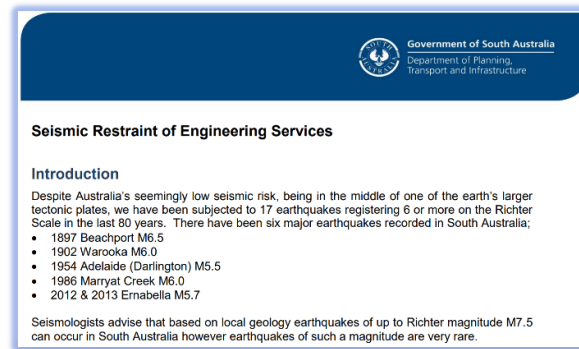 SOUTH
AUSTRALIA
Government of South Australia
Department of Planning,
Transport and Infrastructure
Seismic Restraint of Engineering Services
Introduction
Despite Australia's seemingly low seismic risk, being in the middle of one of the earth's larger
tectonic plates, we have been subjected to 17 earthquakes registering 6 or more on the Richter
Scale in the last 80 years.  There have been six major earthquakes recorded in South Australia;
• 1897 Beachport M6.5
• 1902 Warooka M6.0
• 1954 Adelaide (Darlington) M5.5
• 1986 Marryat Creek M6.0
• 2012 & 2013 Ernabella M5.7
Seismologists advise that based on local geology earthquakes of up to Richter magnitude M7.5
can occur in South Australia however earthquakes of such a magnitude are very rare.